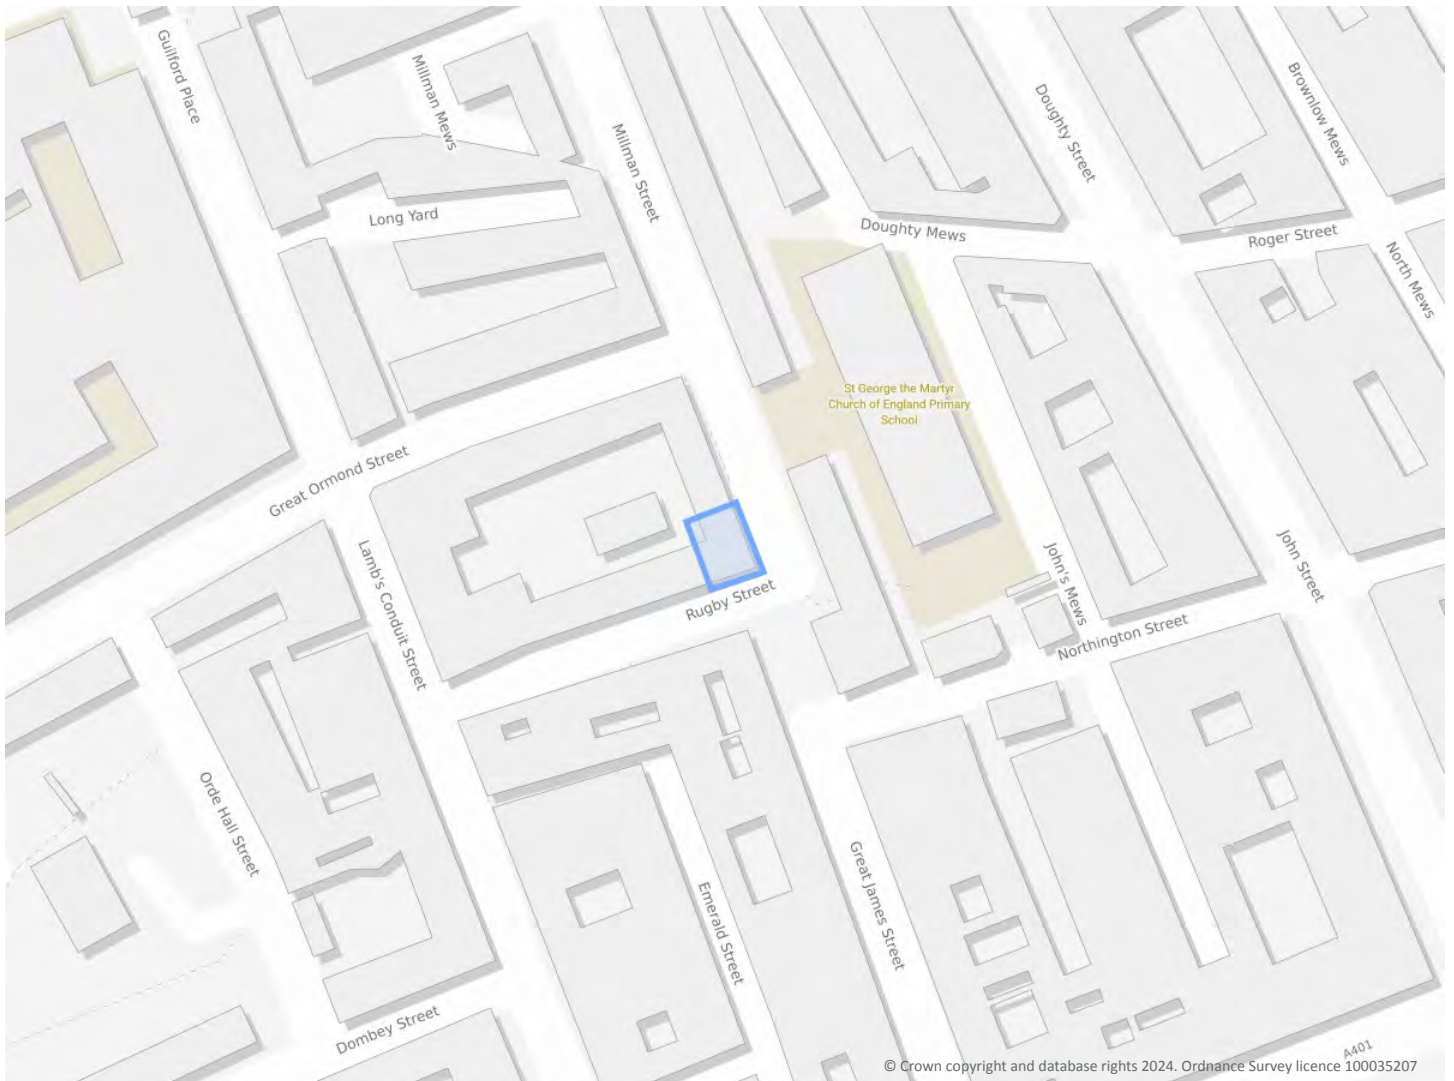 Guilford Place
Millman Mews
Millman Street
Doughty Street
Brownlow Mews
Long Yard
Doughty Mews
Roger Street
North Mews
St George the Martyr
Church of England Primary
School
Great Ormond Street
Lamb's Conduit Street
Rugby Street
John's Mews
John Street
Northington Street
Orde Hall Street
Emerald Street
Great James Street
Dombey Street
A401
© Crown copyright and database rights 2024. Ordnance Survey licence 100035207